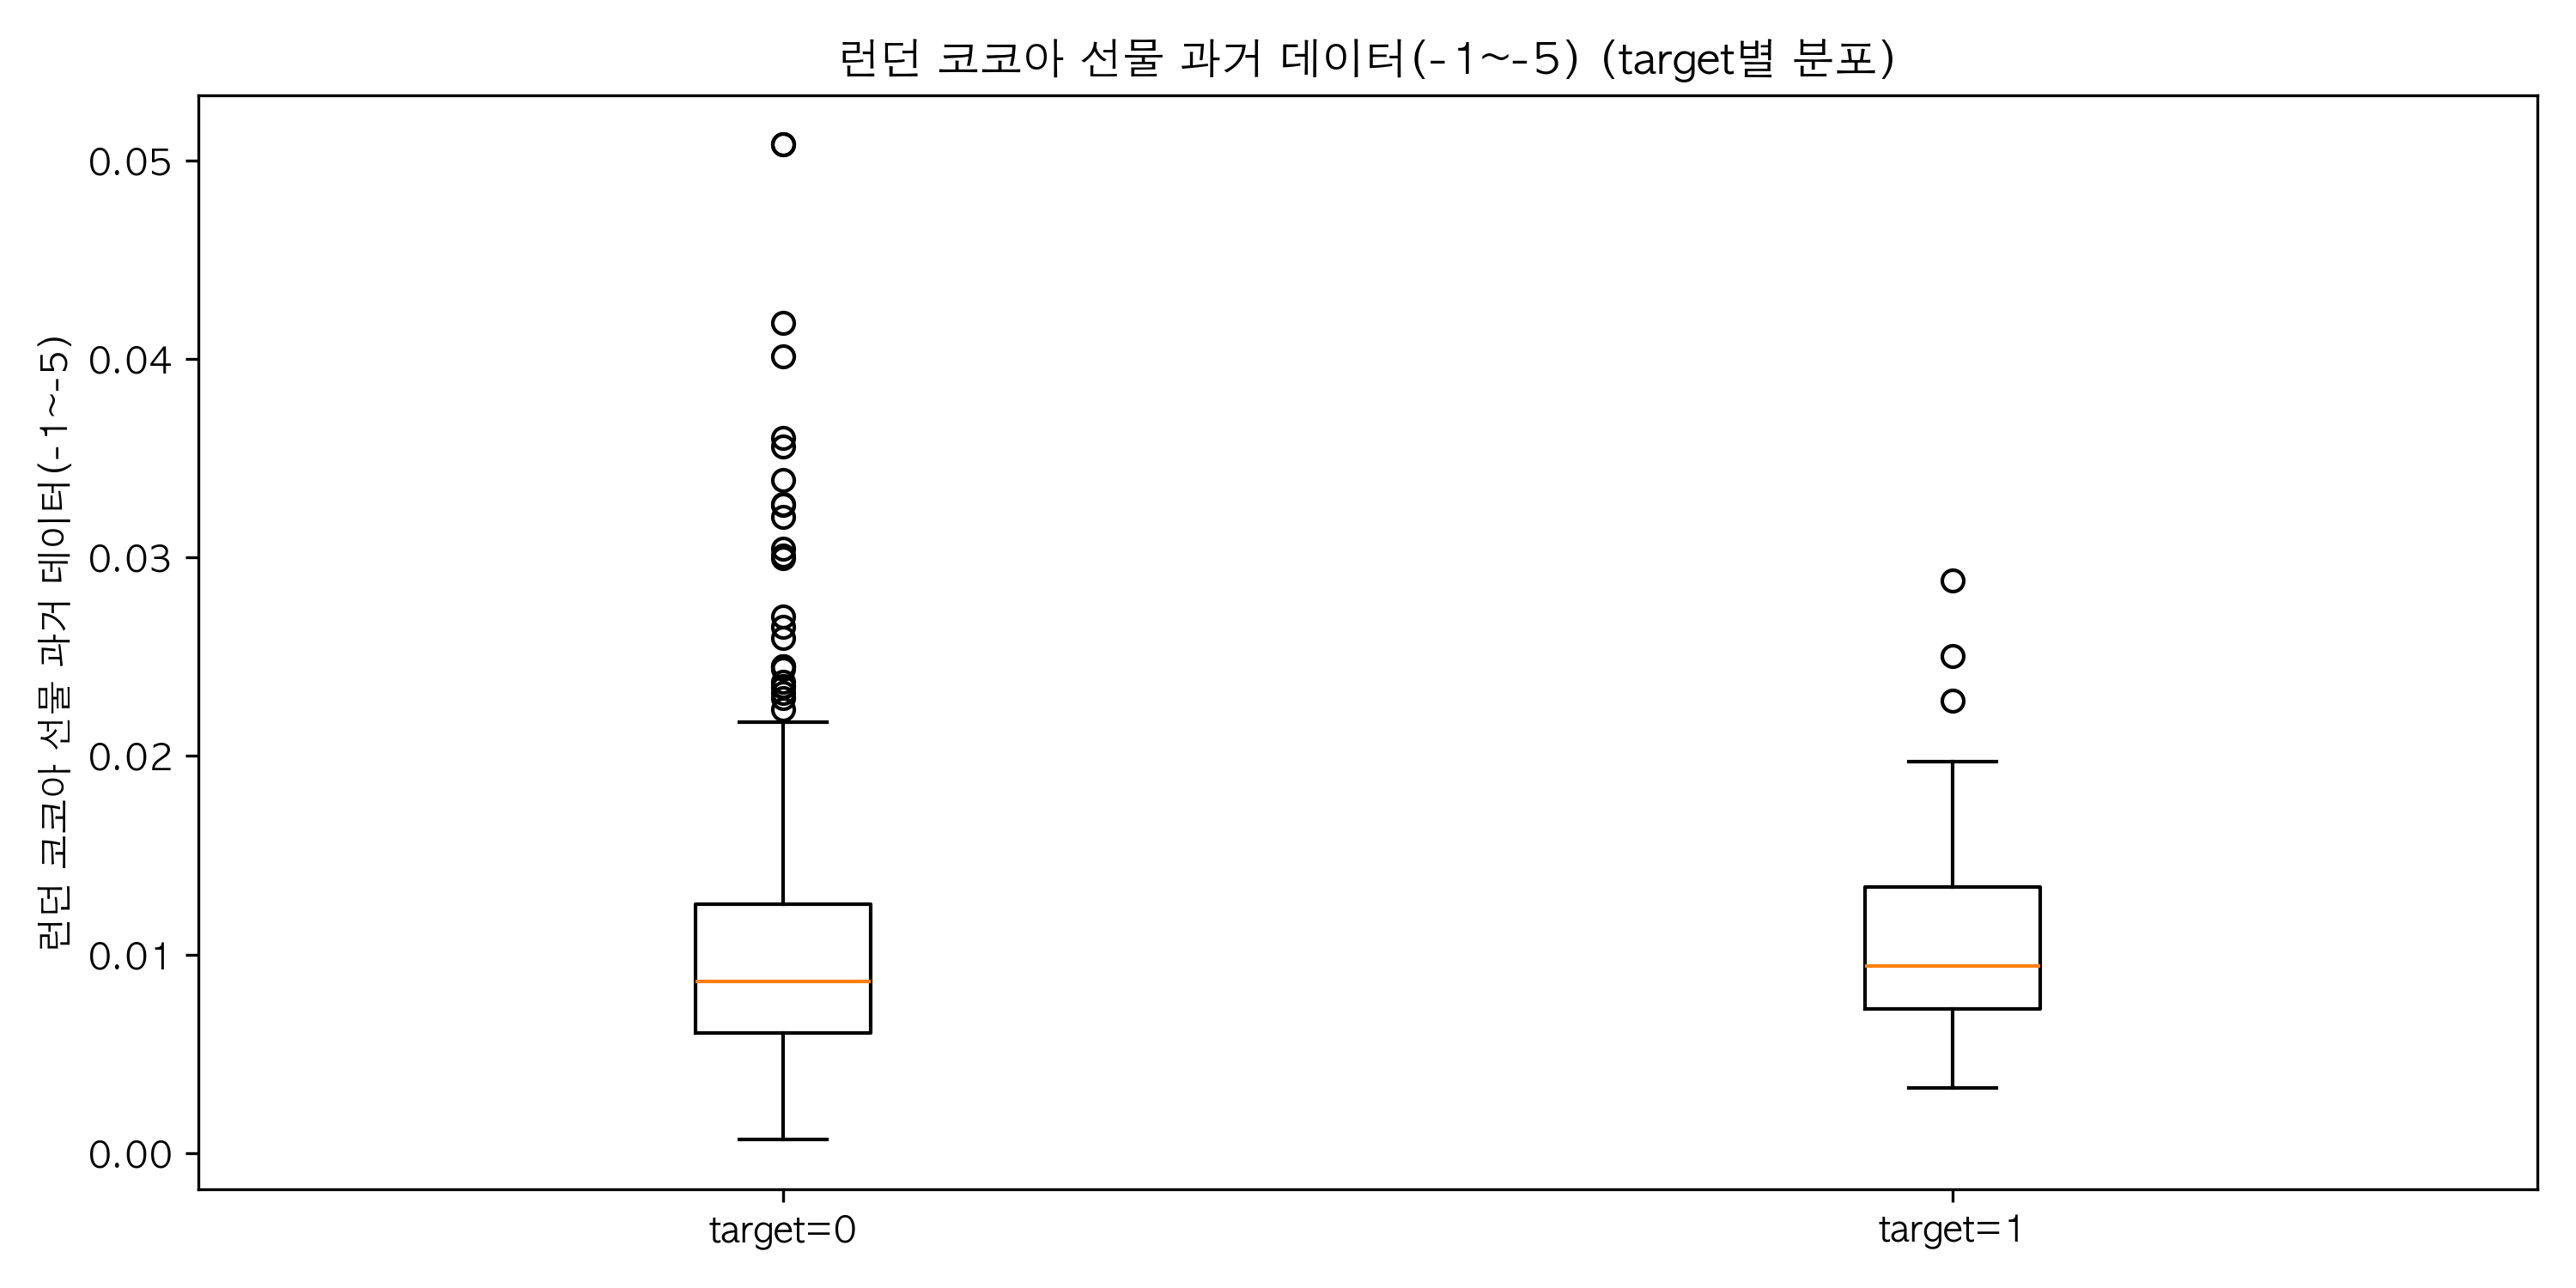 런던 코코아 선물 과거 데이터(-1~-5) (target별 분포)
런던 코코아 선물 과거 데이터(-1~-5)
0.05
0.04
0.03
0.02
0.01
0.00
target=0
target=1